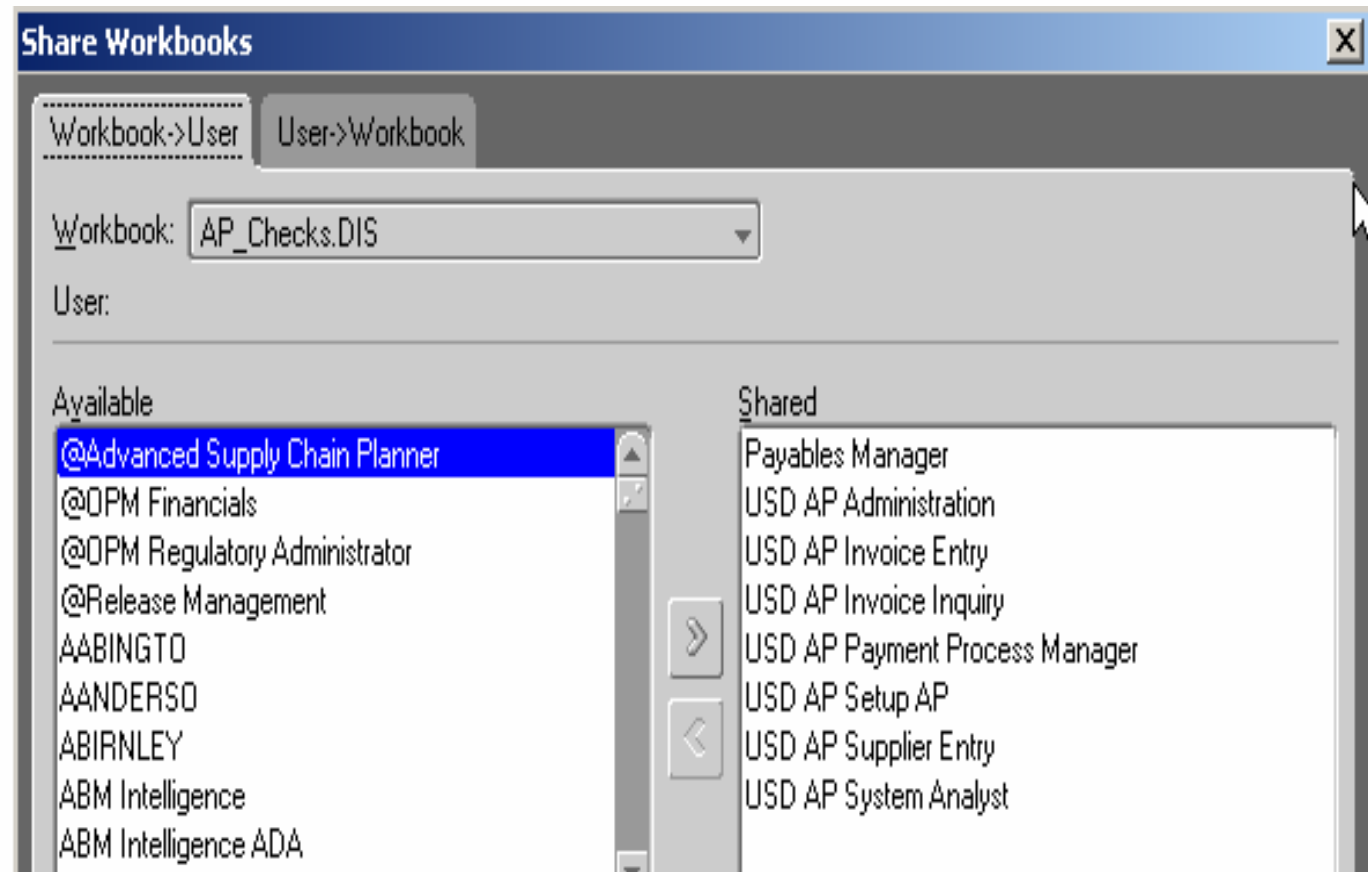 Share Workbooks
Workbook->User
User->Workbook
Workbook: AP_Checks.DIS
User:
Available
@Advanced Supply Chain Planner
@OPM Financials
@OPM Regulatory Administrator
@Release Management
AABINGTO
AANDERSO
ABIRNLEY
ABM Intelligence
ABM Intelligence ADA
Shared
Payables Manager
USD AP Administration
USD AP Invoice Entry
USD AP Invoice Inquiry
USD AP Payment Process Manager
USD AP Setup AP
USD AP Supplier Entry
USD AP System Analyst